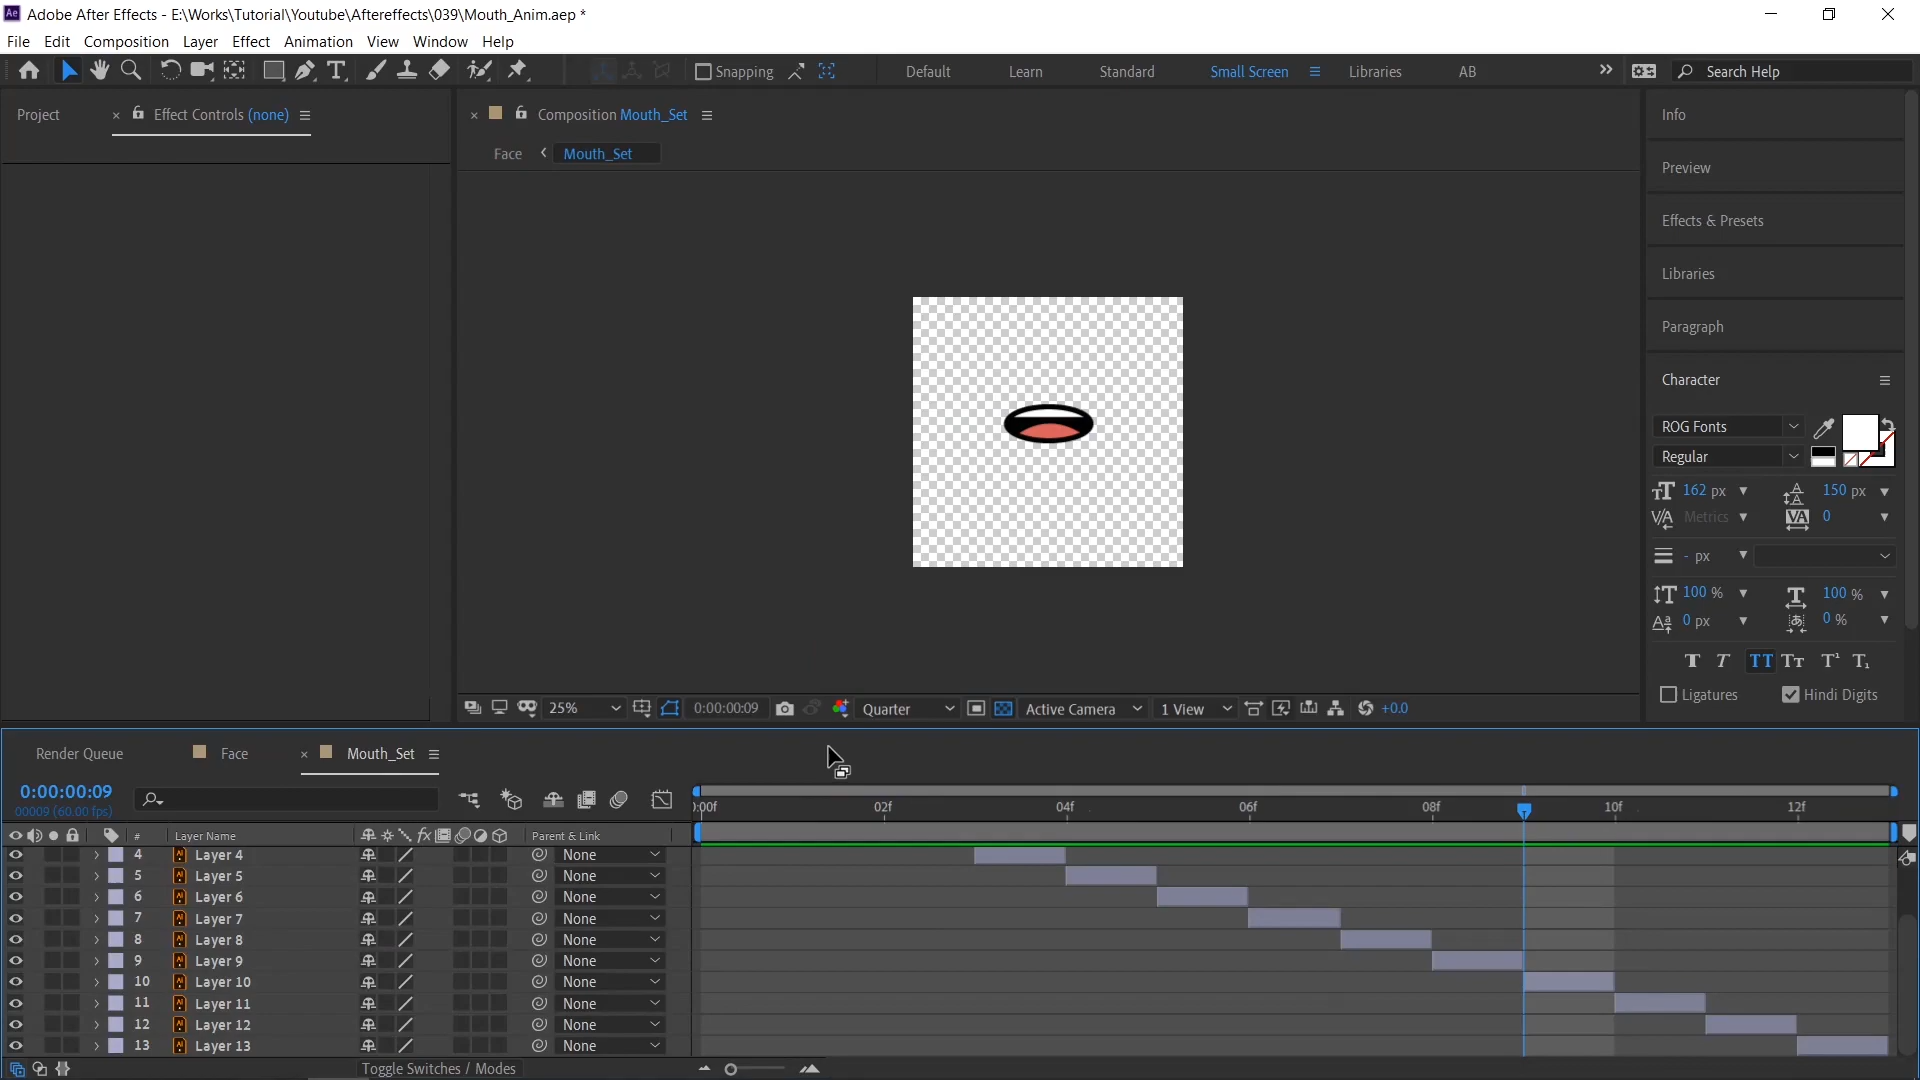 Ae Adobe After Effects - E:\Works\Tutorial\Youtube\Aftereffects\039\Mouth_Anim.aep *
File Edit Composition Layer Effect Animation View Window Help
Snapping Default Learn Standard Small Screen Libraries AB Search Help
Project Effect Controls (none)
Composition Mouth_Set
Face Mouth_Set
Info
Preview
Effects & Presets
Libraries
Paragraph
Character
ROG Fonts
Regular
162 px 150 px
Metrics 0
- px
100 % 100 %
0 px 0 %
T T TT Tт T¹ T₁
Ligatures Hindi Digits
25% 0:00:00:09 Quarter Active Camera 1 View +0.0
Render Queue Face Mouth_Set
0:00:00:09
00009 (60.00 fps)
):00f 02f 04f 06f 08f 10f 12f
# Layer Name Parent & Link
4 Layer 4 None
5 Layer 5 None
6 Layer 6 None
7 Layer 7 None
8 Layer 8 None
9 Layer 9 None
10 Layer 10 None
11 Layer 11 None
12 Layer 12 None
13 Layer 13 None
Toggle Switches / Modes